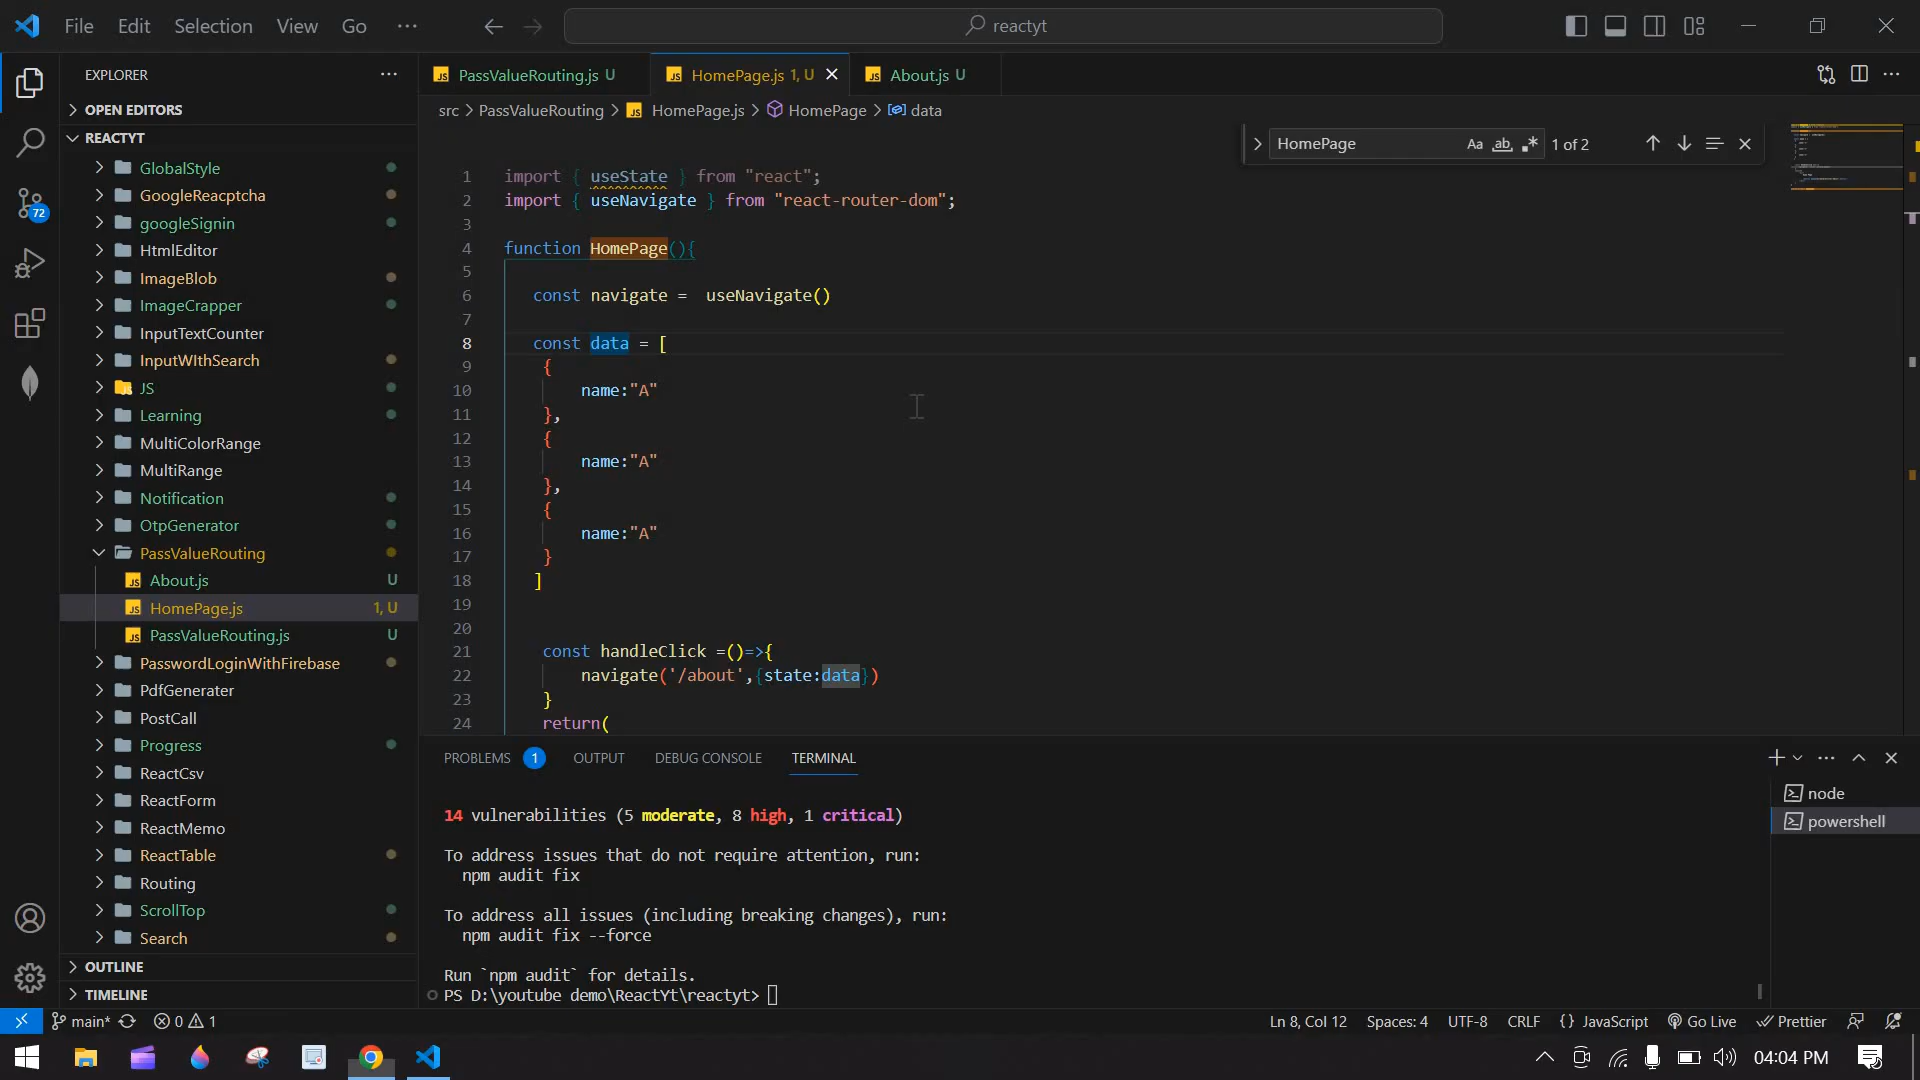 File Edit Selection View Go ···
reactyt
EXPLORER ···
OPEN EDITORS
REACTYT
GlobalStyle
GoogleReacptcha
googleSignin
HtmlEditor
ImageBlob
ImageCrapper
InputTextCounter
InputWIthSearch
JS
Learning
MultiColorRange
MultiRange
Notification
OtpGenerator
PassValueRouting
JS About.js U
JS HomePage.js 1, U
JS PassValueRouting.js U
PasswordLoginWithFirebase
PdfGenerater
PostCall
Progress
ReactCsv
ReactForm
ReactMemo
ReactTable
Routing
ScrollTop
Search
OUTLINE
TIMELINE
72
JS PassValueRouting.js U
JS HomePage.js 1, U
JS About.js U
src > PassValueRouting > JS HomePage.js > HomePage > data
HomePage Aa ab .* 1 of 2
1 import { useState } from "react";
2 import { useNavigate } from "react-router-dom";
3
4 function HomePage(){
5
6 const navigate = useNavigate()
7
8 const data = [
9 {
10 name:"A"
11 },
12 {
13 name:"A"
14 },
15 {
16 name:"A"
17 }
18 ]
19
20
21 const handleClick =()=>{
22 navigate('/about',{state:data})
23 }
24 return(
PROBLEMS 1 OUTPUT DEBUG CONSOLE TERMINAL
14 vulnerabilities (5 moderate, 8 high, 1 critical)
To address issues that do not require attention, run:
npm audit fix
To address all issues (including breaking changes), run:
npm audit fix --force
Run `npm audit` for details.
PS D:\youtube demo\ReactYt\reactyt>
node
powershell
main* 0 1
Ln 8, Col 12 Spaces: 4 UTF-8 CRLF {} JavaScript Go Live Prettier
04:04 PM